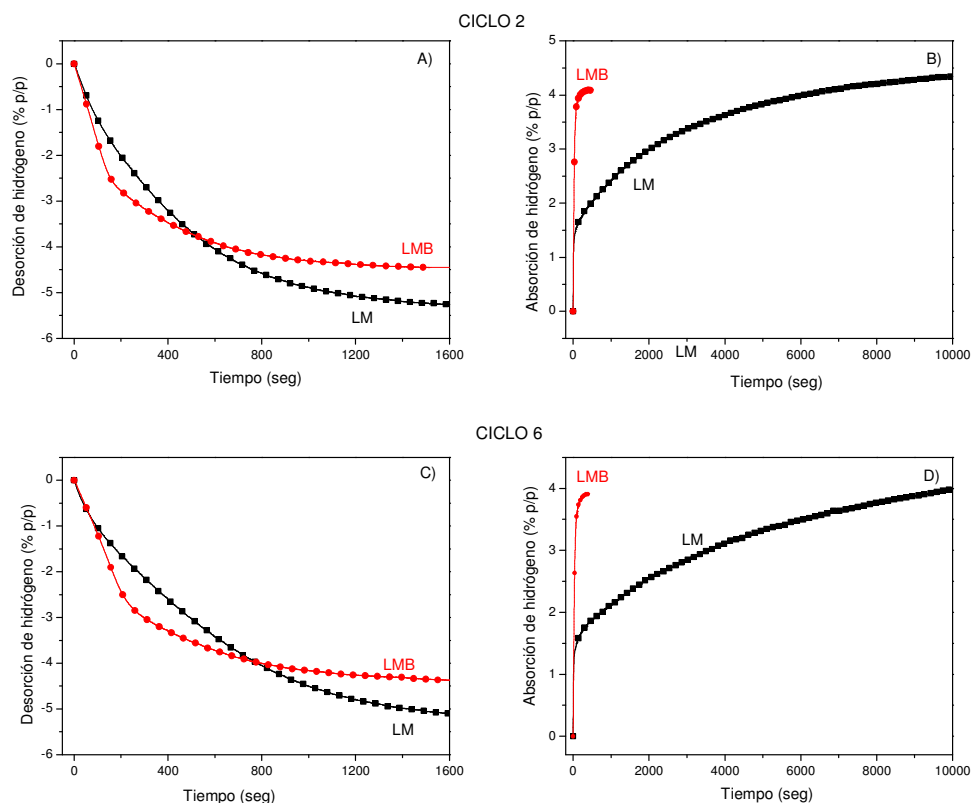 CICLO 2
A)
0
-1
-2
-3
-4
-5
-6
Desorción de hidrógeno (% p/p)
LMB
LM
0 400 800 1200 1600
Tiempo (seg)
B)
5
4
3
2
1
0
Absorción de hidrógeno (% p/p)
LMB
LM
0 2000 4000 6000 8000 10000
LM
Tiempo (seg)
CICLO 6
C)
0
-1
-2
-3
-4
-5
-6
Desorción de hidrógeno (% p/p)
LMB
LM
0 400 800 1200 1600
Tiempo (seg)
D)
4
3
2
1
0
Absorción de hidrógeno (% p/p)
LMB
LM
0 2000 4000 6000 8000 10000
Tiempo (seg)